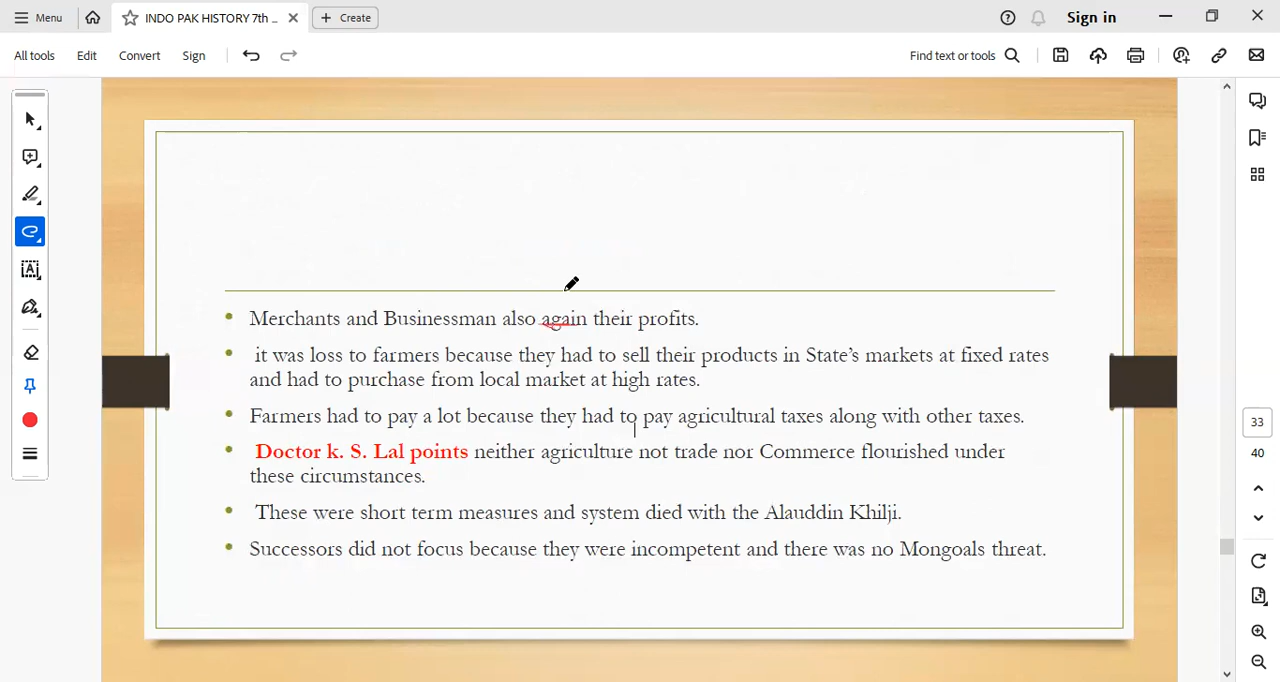 Menu
INDO PAK HISTORY 7th ...
Create
Sign in
All tools
Edit
Convert
Sign
Find text or tools
Merchants and Businessman also again their profits.
it was loss to farmers because they had to sell their products in State's markets at fixed rates
and had to purchase from local market at high rates.
Farmers had to pay a lot because they had to pay agricultural taxes along with other taxes.
Doctor k. S. Lal points neither agriculture not trade nor Commerce flourished under
these circumstances.
These were short term measures and system died with the Alauddin Khilji.
Successors did not focus because they were incompetent and there was no Mongoals threat.
33
40